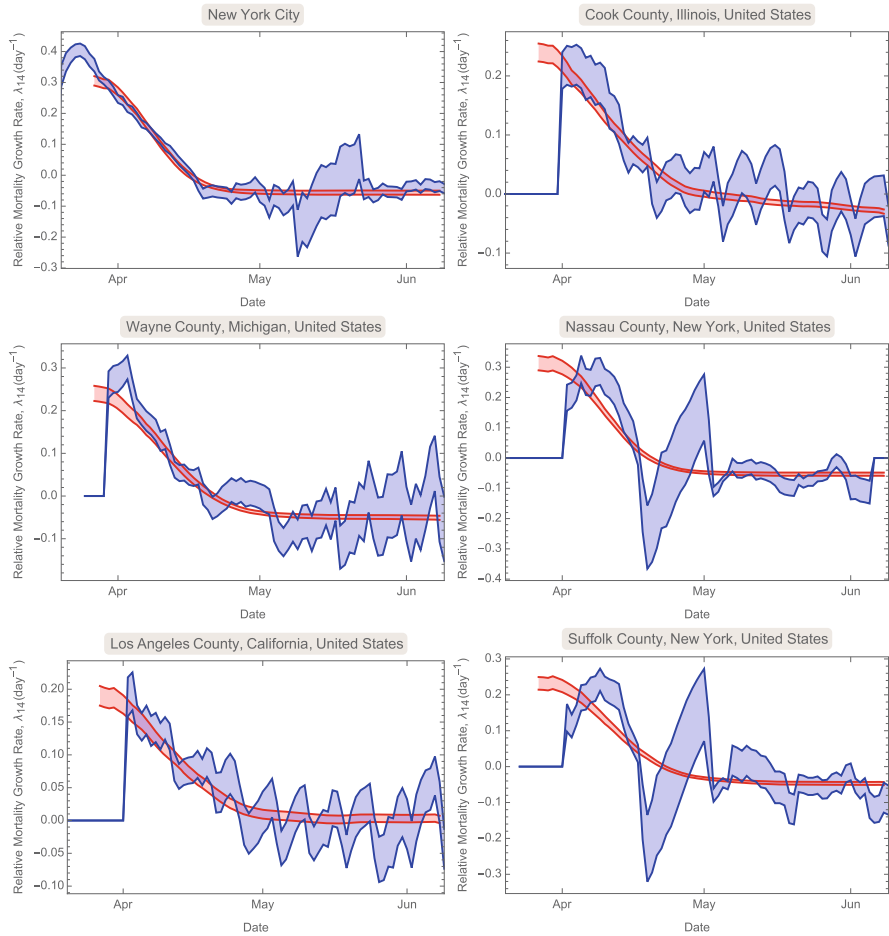 New York City
Relative Mortality Growth Rate, λ14(day−1)
0.4
0.3
0.2
0.1
0.0
−0.1
−0.2
−0.3
Apr
May
Jun
Date
Cook County, Illinois, United States
Relative Mortality Growth Rate, λ14(day−1)
0.2
0.1
0.0
−0.1
Apr
May
Jun
Date
Wayne County, Michigan, United States
Relative Mortality Growth Rate, λ14(day−1)
0.3
0.2
0.1
0.0
−0.1
Apr
May
Jun
Date
Nassau County, New York, United States
Relative Mortality Growth Rate, λ14(day−1)
0.3
0.2
0.1
0.0
−0.1
−0.2
−0.3
−0.4
Apr
May
Jun
Date
Los Angeles County, California, United States
Relative Mortality Growth Rate, λ14(day−1)
0.20
0.15
0.10
0.05
0.00
−0.05
−0.10
Apr
May
Jun
Date
Suffolk County, New York, United States
Relative Mortality Growth Rate, λ14(day−1)
0.3
0.2
0.1
0.0
−0.1
−0.2
−0.3
Apr
May
Jun
Date